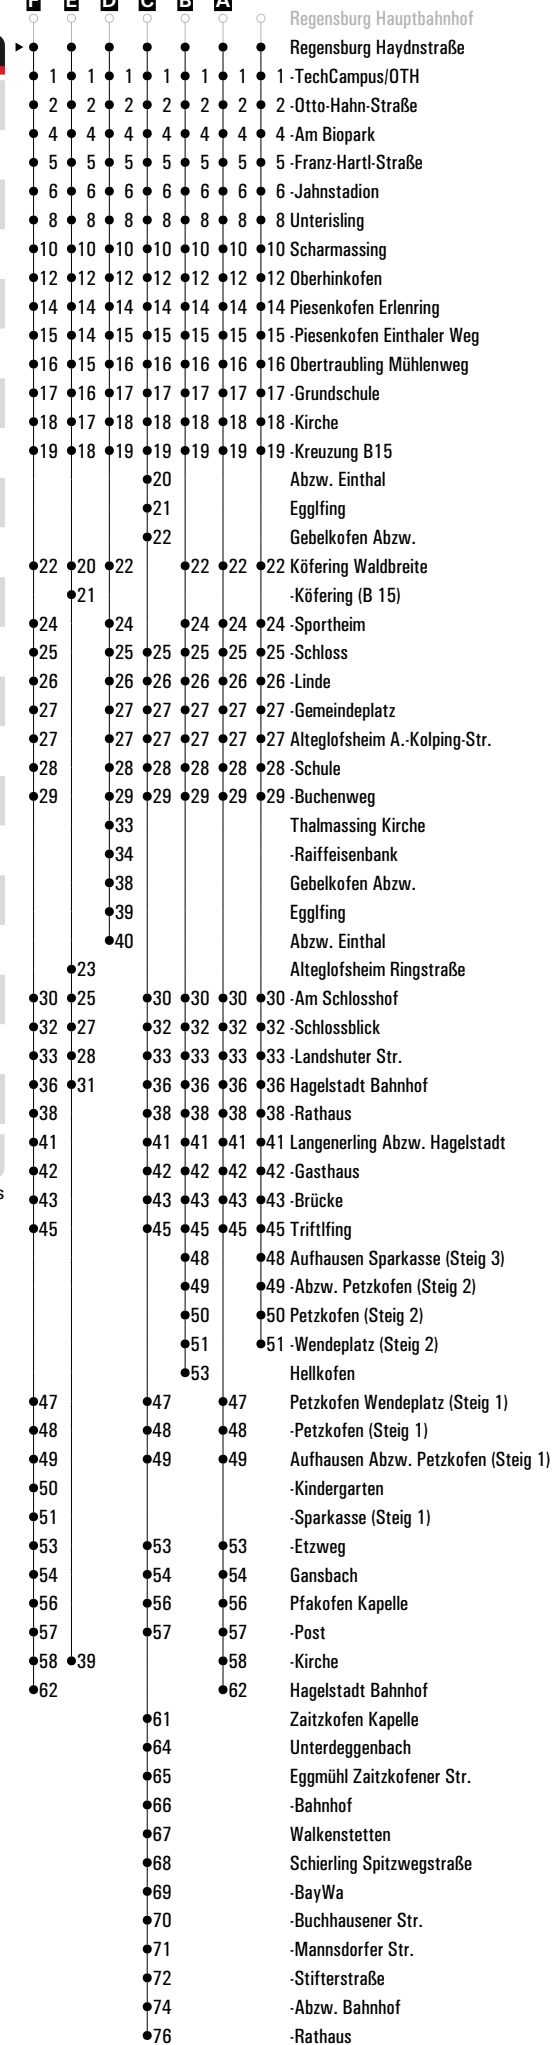 F E D C B A
Regensburg Hauptbahnhof
Regensburg Haydnstraße
1 1 1 1 1 1 1 -TechCampus/OTH
2 2 2 2 2 2 2 -Otto-Hahn-Straße
4 4 4 4 4 4 4 -Am Biopark
5 5 5 5 5 5 5 -Franz-Hartl-Straße
6 6 6 6 6 6 6 -Jahnstadion
8 8 8 8 8 8 8 Unterisling
10 10 10 10 10 10 10 Scharmassing
12 12 12 12 12 12 12 Oberhinkofen
14 14 14 14 14 14 14 Piesenkofen Erlenring
15 14 15 15 15 15 15 -Piesenkofen Einthaler Weg
16 15 16 16 16 16 16 Obertraubling Mühlenweg
17 16 17 17 17 17 17 -Grundschule
18 17 18 18 18 18 18 -Kirche
19 18 19 19 19 19 19 -Kreuzung B15
20 Abzw. Einthal
21 Egglfing
22 Gebelkofen Abzw.
22 20 22 22 22 22 Köfering Waldbreite
21 -Köfering (B 15)
24 24 24 24 24 -Sportheim
25 25 25 25 25 25 -Schloss
26 26 26 26 26 26 -Linde
27 27 27 27 27 27 -Gemeindeplatz
27 27 27 27 27 27 Alteglofsheim A.-Kolping-Str.
28 28 28 28 28 28 -Schule
29 29 29 29 29 29 -Buchenweg
33 Thalmassing Kirche
34 -Raiffeisenbank
38 Gebelkofen Abzw.
39 Egglfing
40 Abzw. Einthal
23 Alteglofsheim Ringstraße
30 25 30 30 30 30 -Am Schlosshof
32 27 32 32 32 32 -Schlossblick
33 28 33 33 33 33 -Landshuter Str.
36 31 36 36 36 36 Hagelstadt Bahnhof
38 38 38 38 38 -Rathaus
41 41 41 41 41 Langenerling Abzw. Hagelstadt
42 42 42 42 42 -Gasthaus
43 43 43 43 43 -Brücke
45 45 45 45 45 Triftlfing
48 48 Aufhausen Sparkasse (Steig 3)
49 49 -Abzw. Petzkofen (Steig 2)
50 50 Petzkofen (Steig 2)
51 51 -Wendeplatz (Steig 2)
53 Hellkofen
47 47 47 Petzkofen Wendeplatz (Steig 1)
48 48 48 -Petzkofen (Steig 1)
49 49 49 Aufhausen Abzw. Petzkofen (Steig 1)
50 -Kindergarten
51 -Sparkasse (Steig 1)
53 53 53 -Etzweg
54 54 54 Gansbach
56 56 56 Pfakofen Kapelle
57 57 57 -Post
58 39 58 -Kirche
62 62 Hagelstadt Bahnhof
61 Zaitzkofen Kapelle
64 Unterdeggenbach
65 Eggmühl Zaitzkofener Str.
66 -Bahnhof
67 Walkenstetten
68 Schierling Spitzwegstraße
69 -BayWa
70 -Buchhausener Str.
71 -Mannsdorfer Str.
72 -Stifterstraße
74 -Abzw. Bahnhof
76 -Rathaus